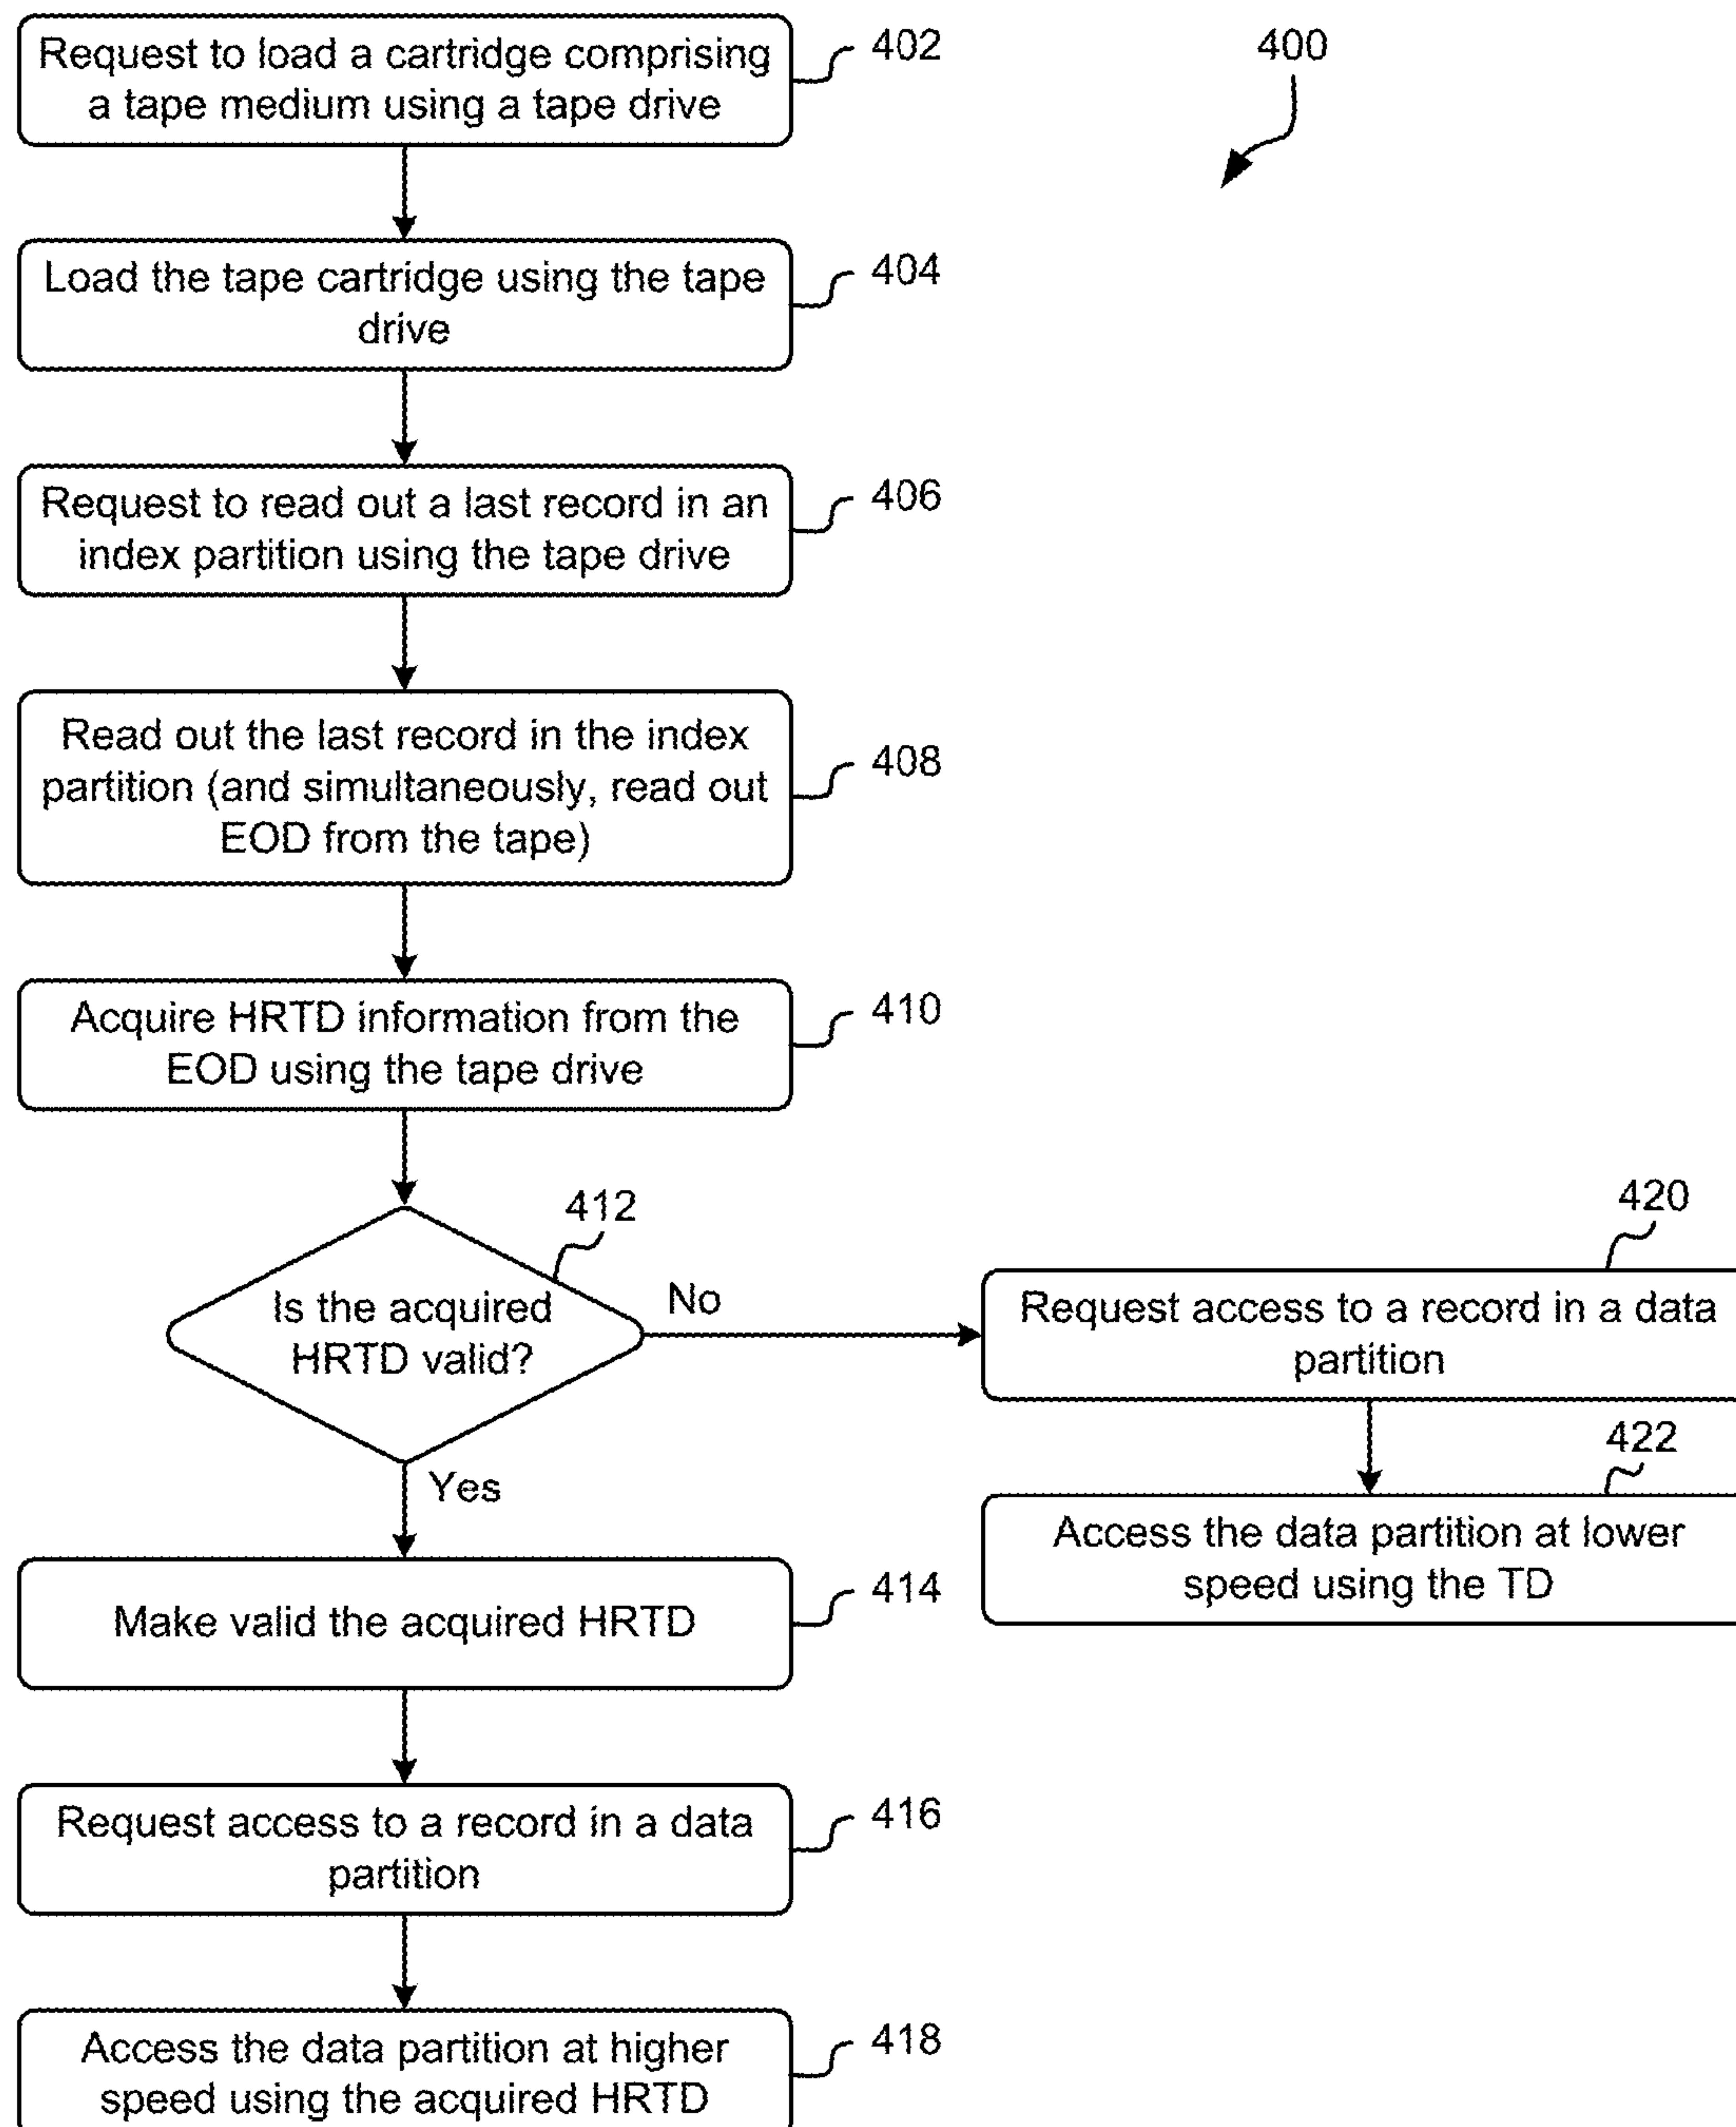 Request to load a cartridge comprising
a tape medium using a tape drive
402
400
Load the tape cartridge using the tape
drive
404
Request to read out a last record in an
index partition using the tape drive
406
Read out the last record in the index
partition (and simultaneously, read out
EOD from the tape)
408
Acquire HRTD information from the
EOD using the tape drive
410
412
Is the acquired
HRTD valid?
No
420
Request access to a record in a data
partition
422
Access the data partition at lower
speed using the TD
Yes
Make valid the acquired HRTD
414
Request access to a record in a data
partition
416
Access the data partition at higher
speed using the acquired HRTD
418